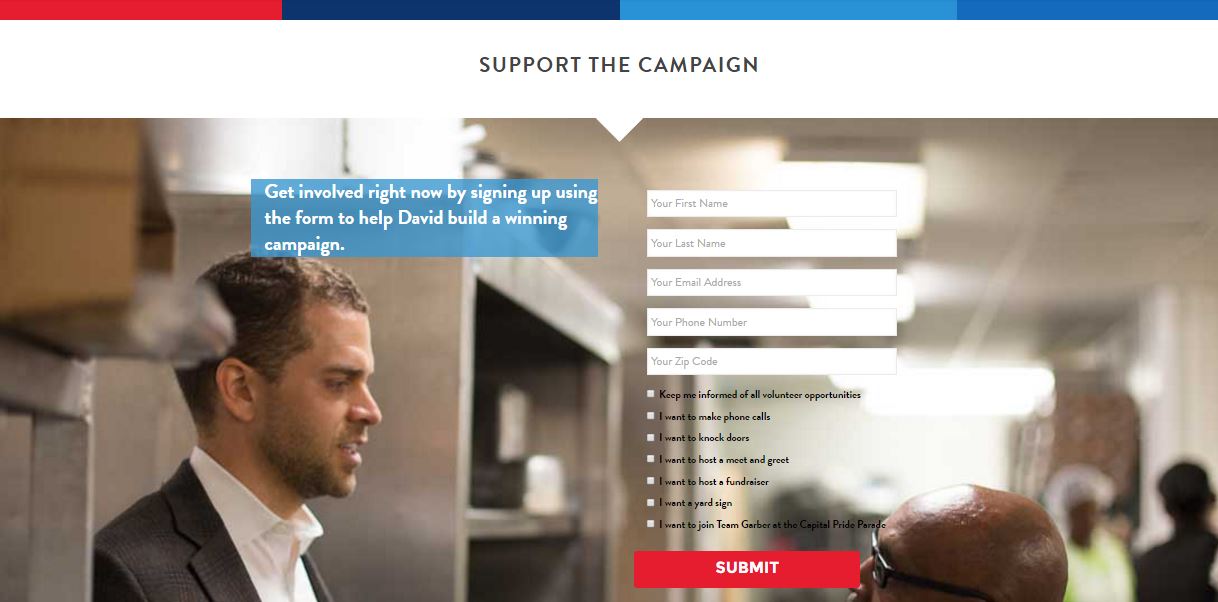 SUPPORT THE CAMPAIGN
Get involved right now by signing up using
the form to help David build a winning
campaign.
Your First Name
Your Last Name
Your Email Address
Your Phone Number
Your Zip Code
Keep me informed of all volunteer opportunities
I want to make phone calls
I want to knock doors
I want to host a meet and greet
I want to host a fundraiser
I want a yard sign
I want to join Team Garber at the Capital Pride Parade
SUBMIT